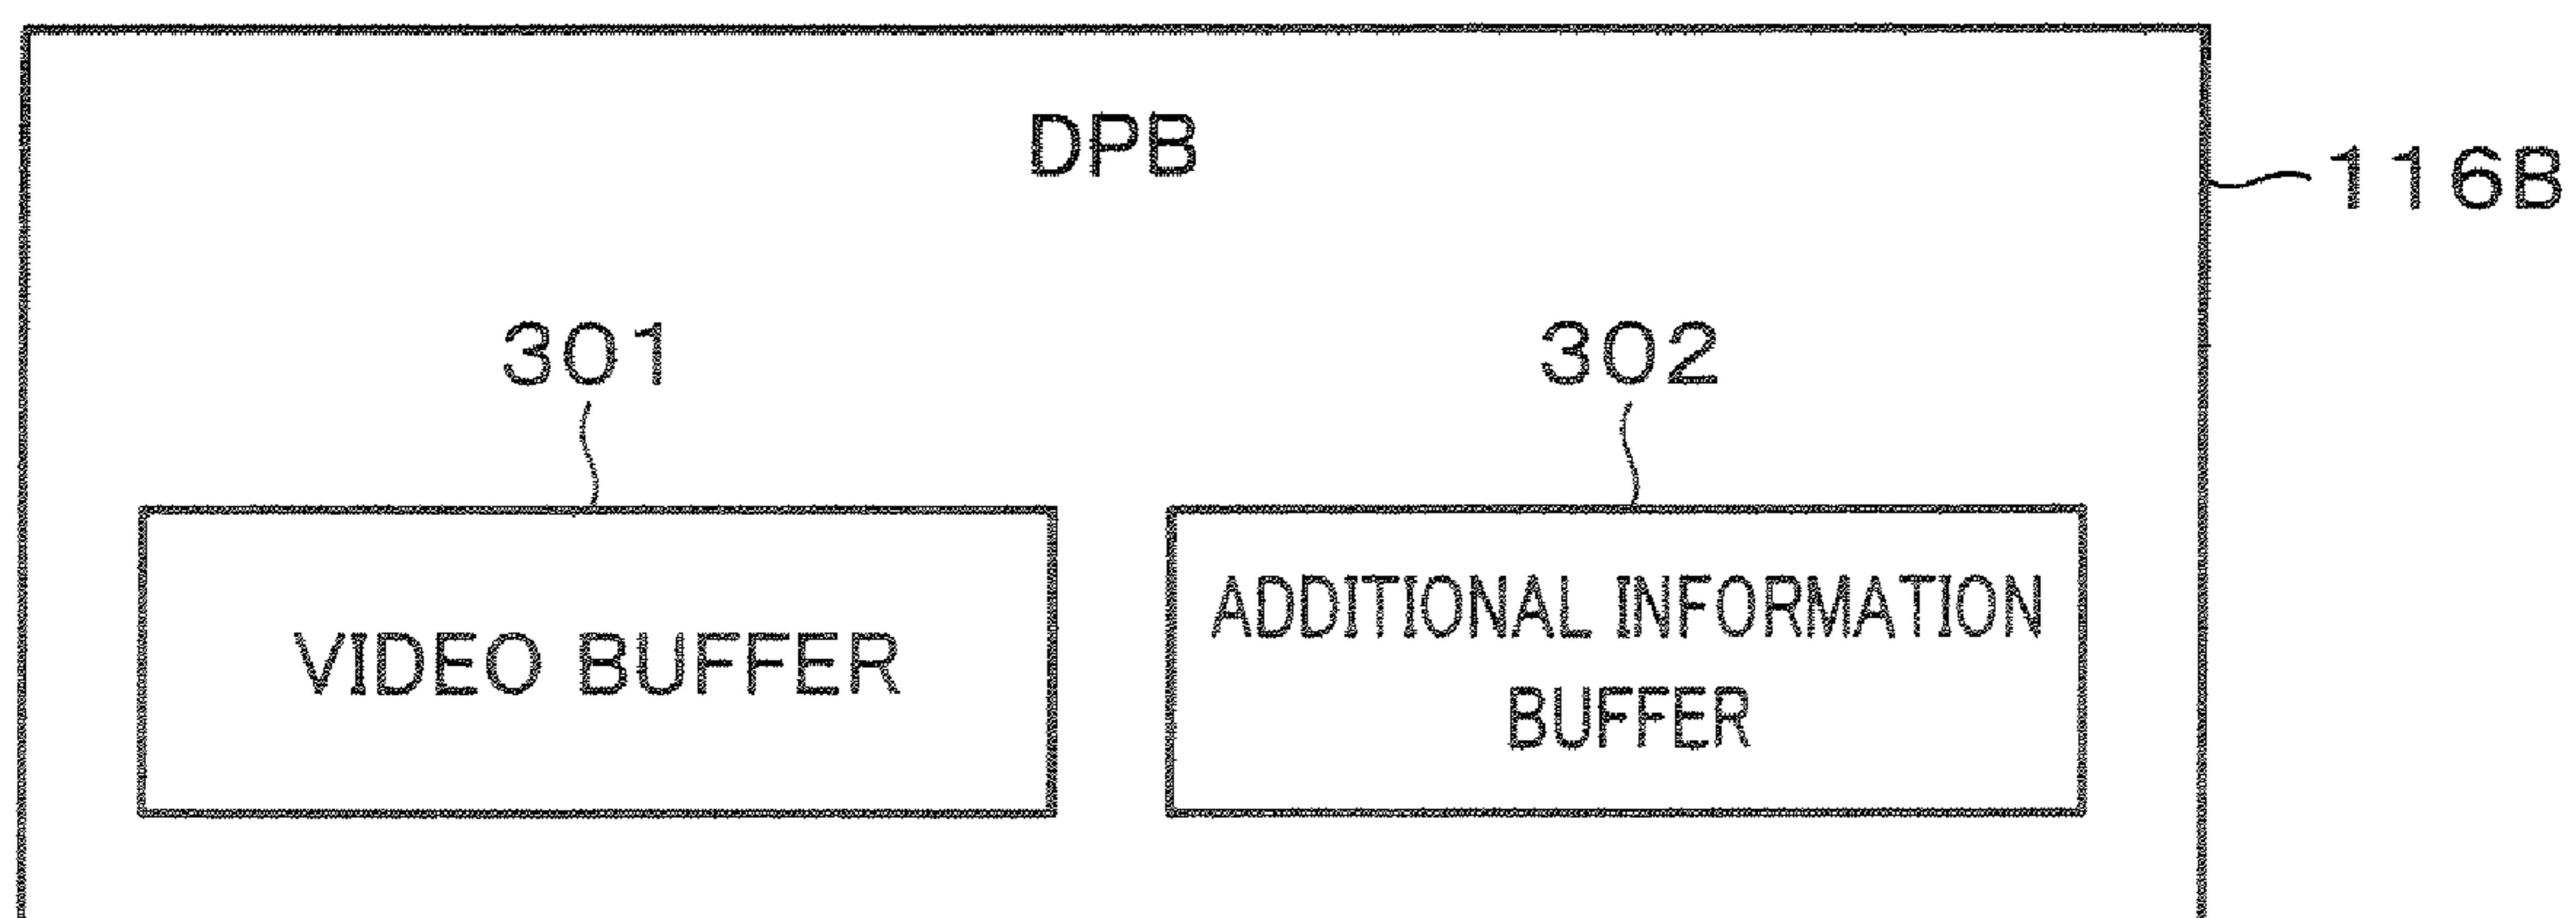 DPB
116B
301
302
VIDEO BUFFER
ADDITIONAL INFORMATION
BUFFER